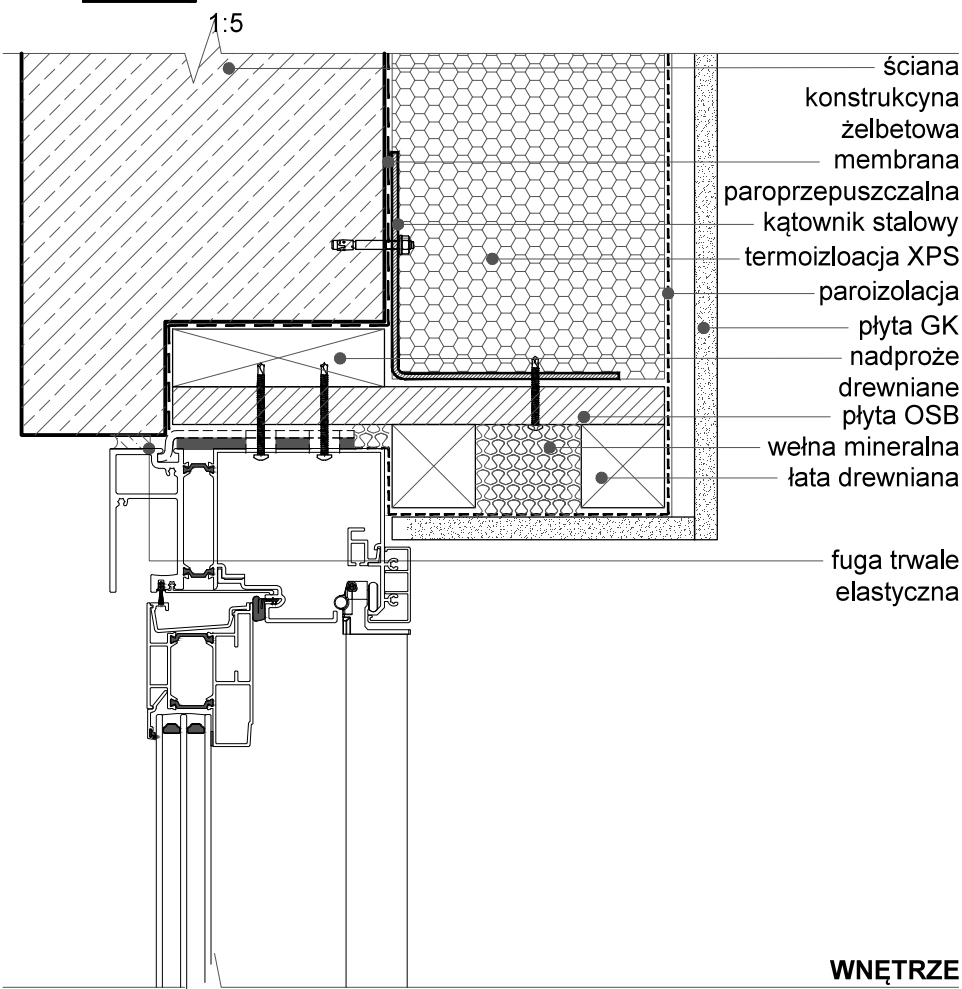 1:5
ściana
konstrukcyna
żelbetowa
membrana
paroprzepuszczalna
kątownik stalowy
termoizloacja XPS
paroizolacja
płyta GK
nadproże
drewniane
płyta OSB
wełna mineralna
łata drewniana
fuga trwale
elastyczna
WNĘTRZE